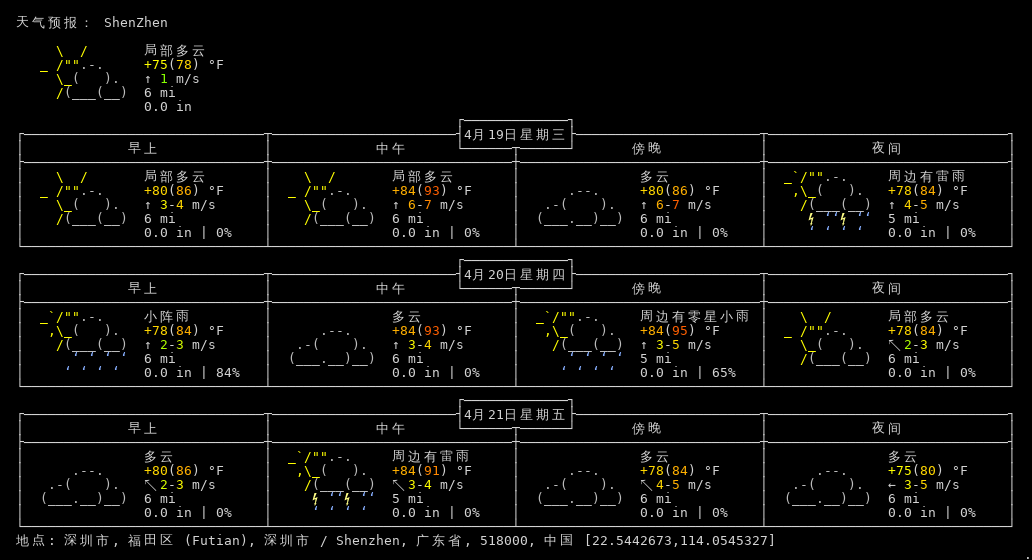 天气预报： ShenZhen
局部多云
+75(78) °F
↑ 1 m/s
6 mi
0.0 in
4月19日星期三
早上 中午 傍晚 夜间
局部多云 局部多云 多云 周边有雷雨
+80(86) °F +84(93) °F +80(86) °F +78(84) °F
↑ 3-4 m/s ↑ 6-7 m/s ↑ 6-7 m/s ↑ 4-5 m/s
6 mi 6 mi 6 mi 5 mi
0.0 in | 0% 0.0 in | 0% 0.0 in | 0% 0.0 in | 0%
4月20日星期四
早上 中午 傍晚 夜间
小阵雨 多云 周边有零星小雨 局部多云
+78(84) °F +84(93) °F +84(95) °F +78(84) °F
↑ 2-3 m/s ↑ 3-4 m/s ↑ 3-5 m/s ↖ 2-3 m/s
6 mi 6 mi 5 mi 6 mi
0.0 in | 84% 0.0 in | 0% 0.0 in | 65% 0.0 in | 0%
4月21日星期五
早上 中午 傍晚 夜间
多云 周边有雷雨 多云 多云
+80(86) °F +84(91) °F +78(84) °F +75(80) °F
↖ 2-3 m/s ↖ 3-4 m/s ↖ 4-5 m/s ← 3-5 m/s
6 mi 5 mi 6 mi 6 mi
0.0 in | 0% 0.0 in | 0% 0.0 in | 0% 0.0 in | 0%
地点: 深圳市, 福田区 (Futian), 深圳市 / Shenzhen, 广东省, 518000, 中国 [22.5442673,114.0545327]